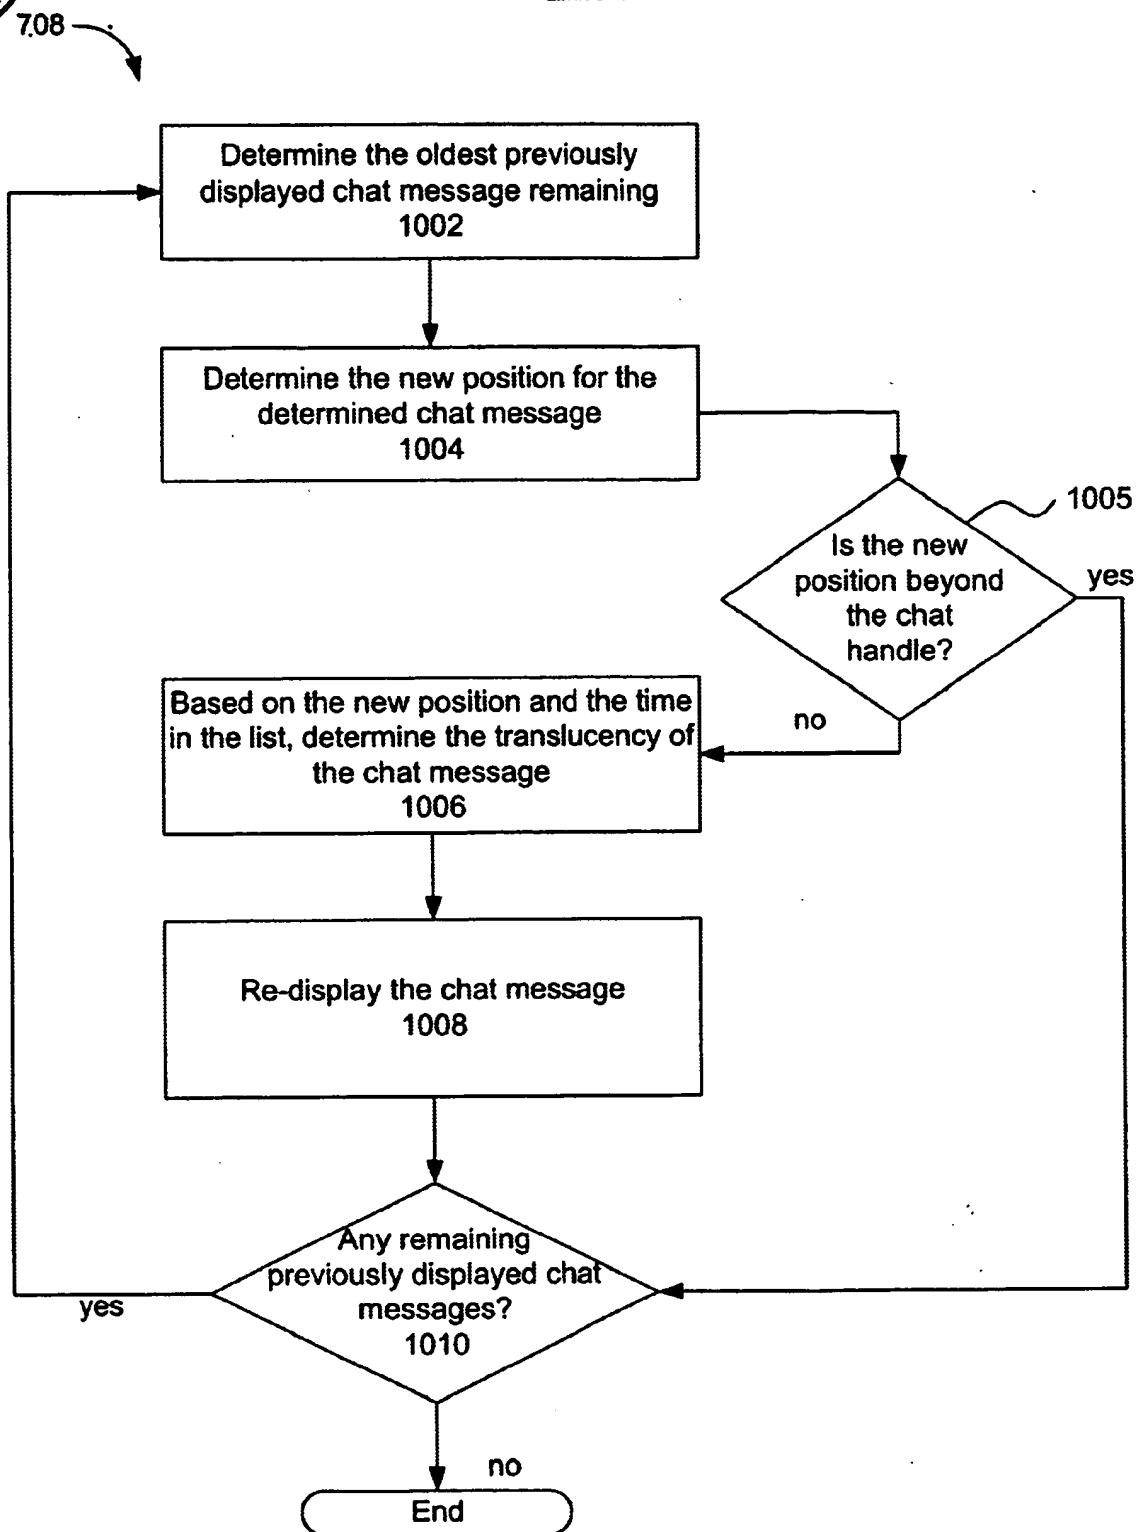 708
Determine the oldest previously
displayed chat message remaining
1002
Determine the new position for the
determined chat message
1004
1005
Is the new
position beyond
the chat
handle?
yes
no
Based on the new position and the time
in the list, determine the translucency of
the chat message
1006
Re-display the chat message
1008
Any remaining
previously displayed chat
messages?
1010
yes
no
End